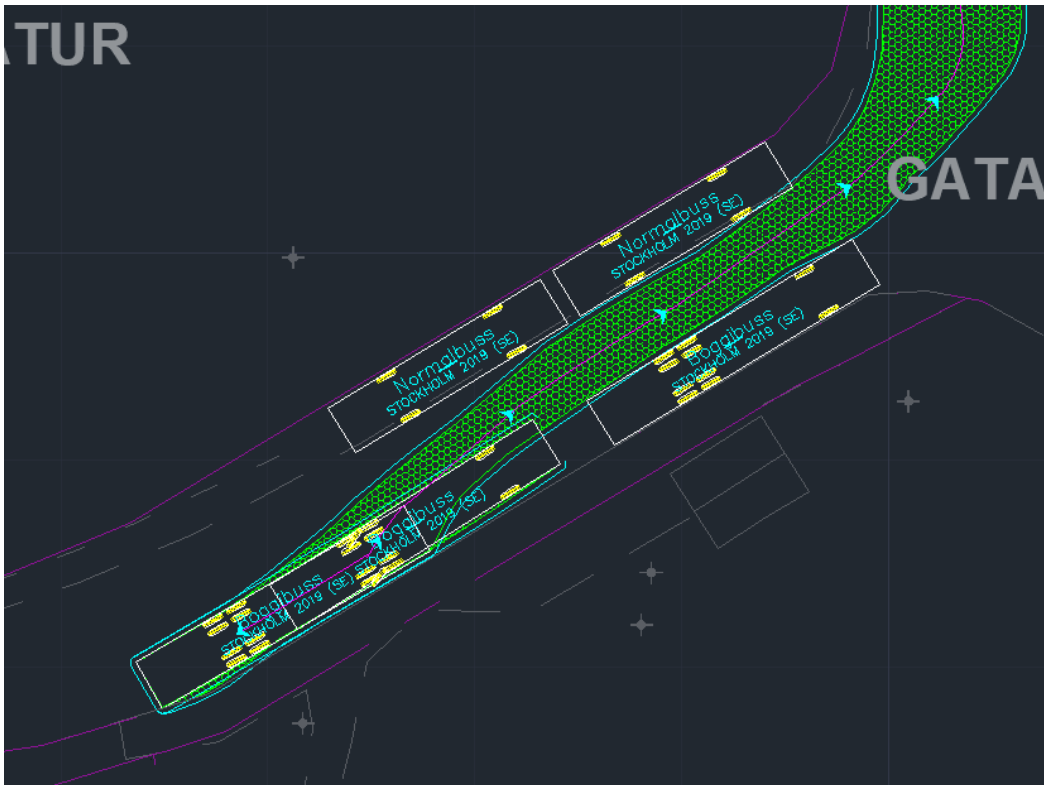 ATUR
GATA
Normalbuss
STOCKHOLM 2019 (SE)
Normalbuss
STOCKHOLM 2019 (SE)
Boggibuss
STOCKHOLM 2019 (SE)
Boggibuss
STOCKHOLM 2019 (SE)
Boggibuss
STOCKHOLM 2019 (SE)